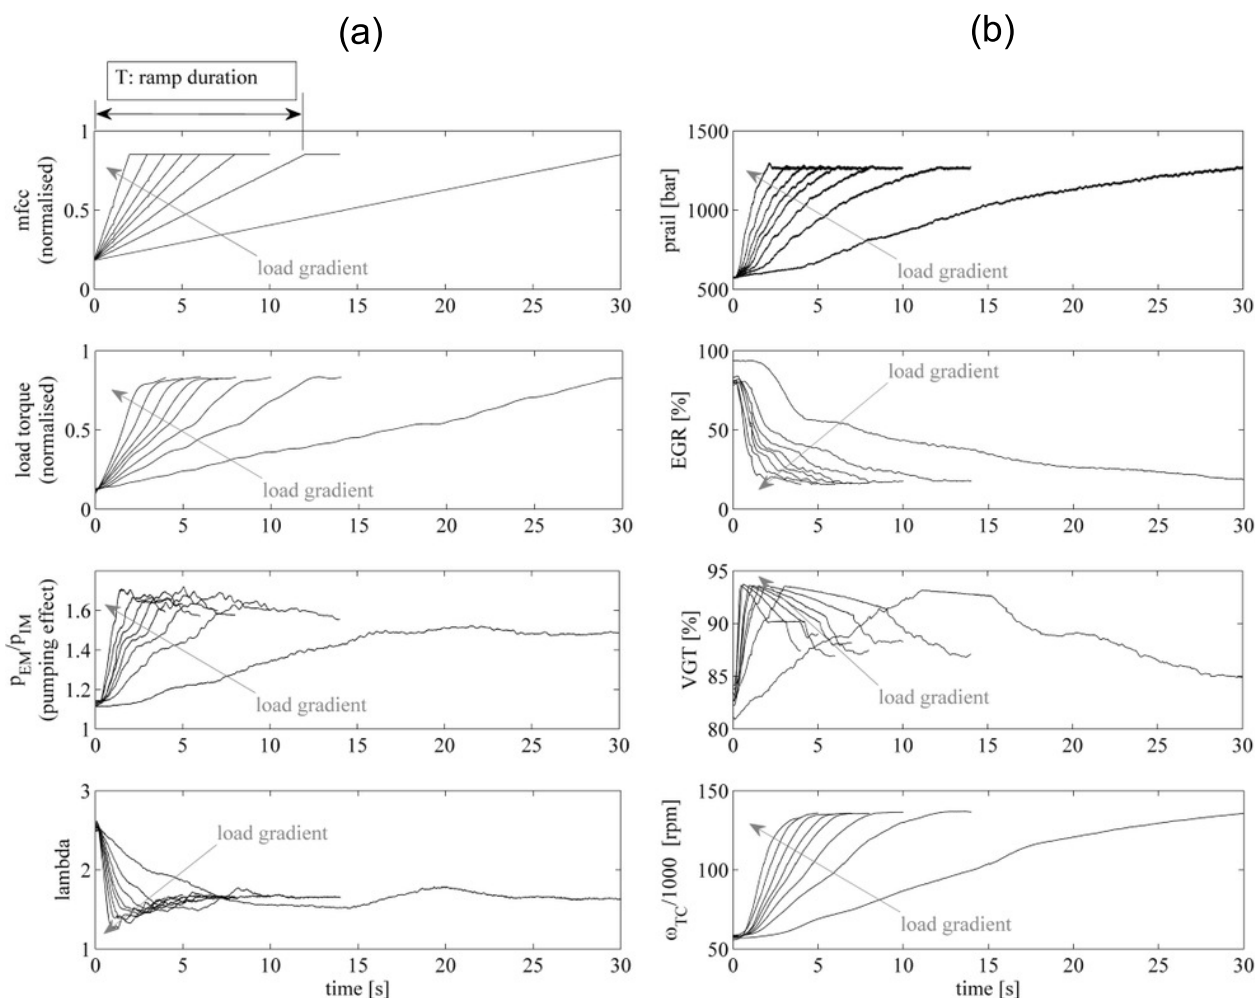 (a)
(b)
T: ramp duration
1
0.5
0
mfcc
(normalised)
load gradient
0 5 10 15 20 25 30
1500
1000
500
prail [bar]
load gradient
0 5 10 15 20 25 30
1
0.5
0
load torque
(normalised)
load gradient
0 5 10 15 20 25 30
100
50
0
EGR [%]
load gradient
0 5 10 15 20 25 30
1.6
1.4
1.2
1
p_EM/p_IM
(pumping effect)
load gradient
0 5 10 15 20 25 30
95
90
85
80
VGT [%]
load gradient
0 5 10 15 20 25 30
3
2
1
lambda
load gradient
0 5 10 15 20 25 30
time [s]
150
100
50
ω_TC/1000 [rpm]
load gradient
0 5 10 15 20 25 30
time [s]